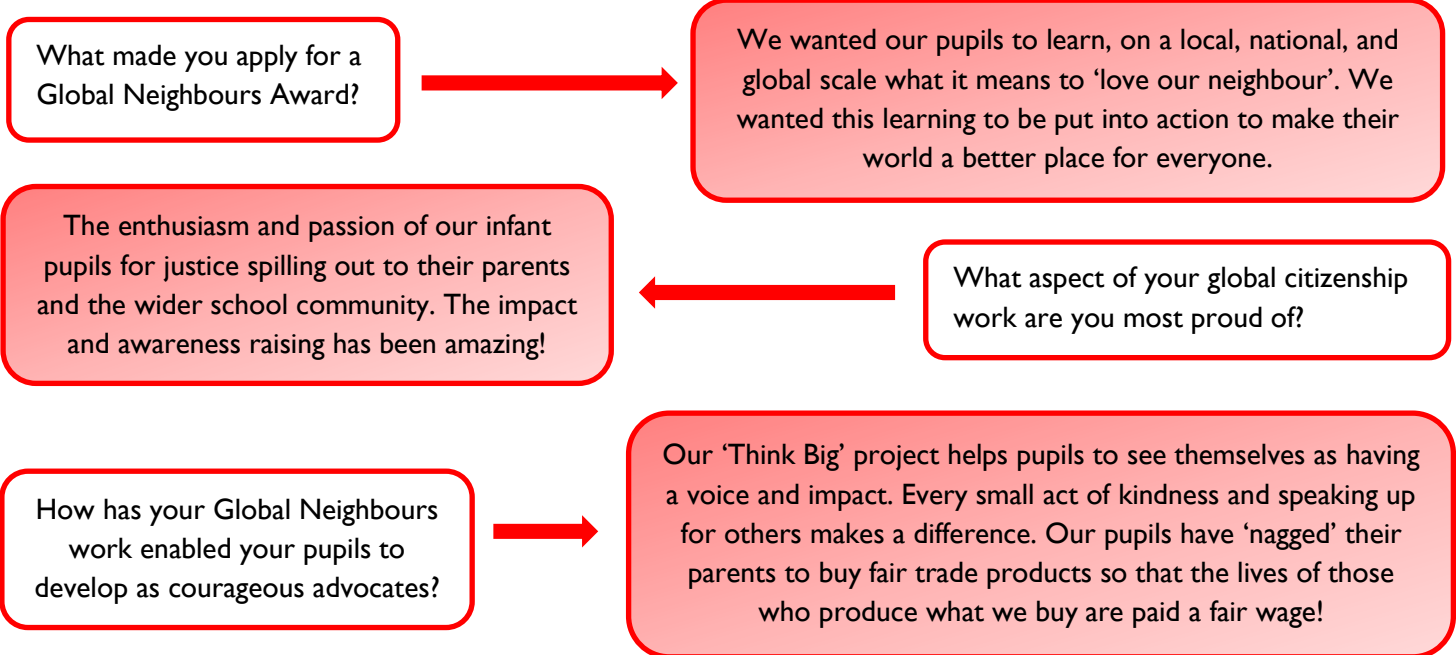 What made you apply for a
Global Neighbours Award?
We wanted our pupils to learn, on a local, national, and
global scale what it means to ‘love our neighbour’. We
wanted this learning to be put into action to make their
world a better place for everyone.
What aspect of your global citizenship
work are you most proud of?
The enthusiasm and passion of our infant
pupils for justice spilling out to their parents
and the wider school community. The impact
and awareness raising has been amazing!
How has your Global Neighbours
work enabled your pupils to
develop as courageous advocates?
Our ‘Think Big’ project helps pupils to see themselves as having
a voice and impact. Every small act of kindness and speaking up
for others makes a difference. Our pupils have ‘nagged’ their
parents to buy fair trade products so that the lives of those
who produce what we buy are paid a fair wage!